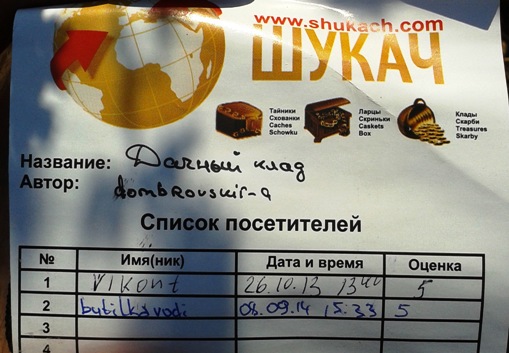 www.shukach.com
ШУКАЧ
Тайники
Схованки
Caches
Schowku
Ларцы
Скриньки
Caskets
Box
Клады
Скарби
Treasures
Skarby
Название: Дачный клад
Автор: dombrovskir-a
Список посетителей
№ Имя(ник) Дата и время Оценка
1 Vikont 26.10.13 13 40 5
2 butilkavodi 08.09.14 15:33 5
3
4